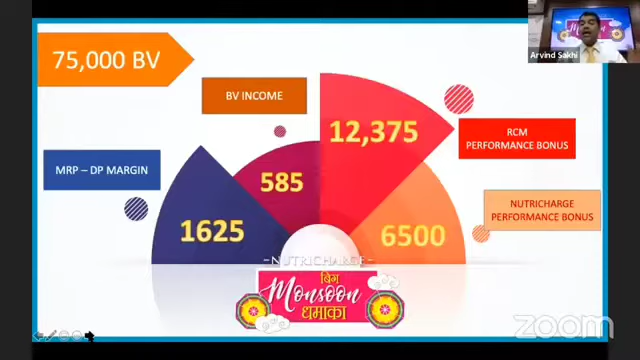 75,000 BV
BV INCOME
12,375
RCM
PERFORMANCE BONUS
MRP – DP MARGIN
585
1625
6500
NUTRICHARGE
PERFORMANCE BONUS
-NUTRICHARGE-
बिग
Monsoon
धमाका
Monsoon
Arvind Sakhi
zoom